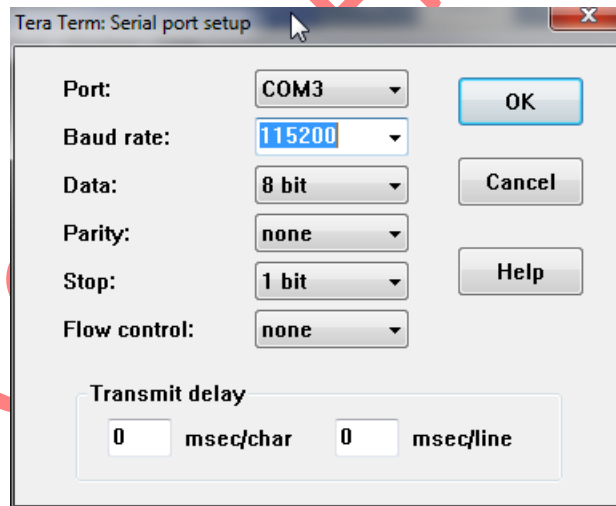 Tera Term: Serial port setup
Port: COM3 OK
Baud rate: 115200
Data: 8 bit Cancel
Parity: none
Stop: 1 bit Help
Flow control: none
Transmit delay
0 msec/char 0 msec/line